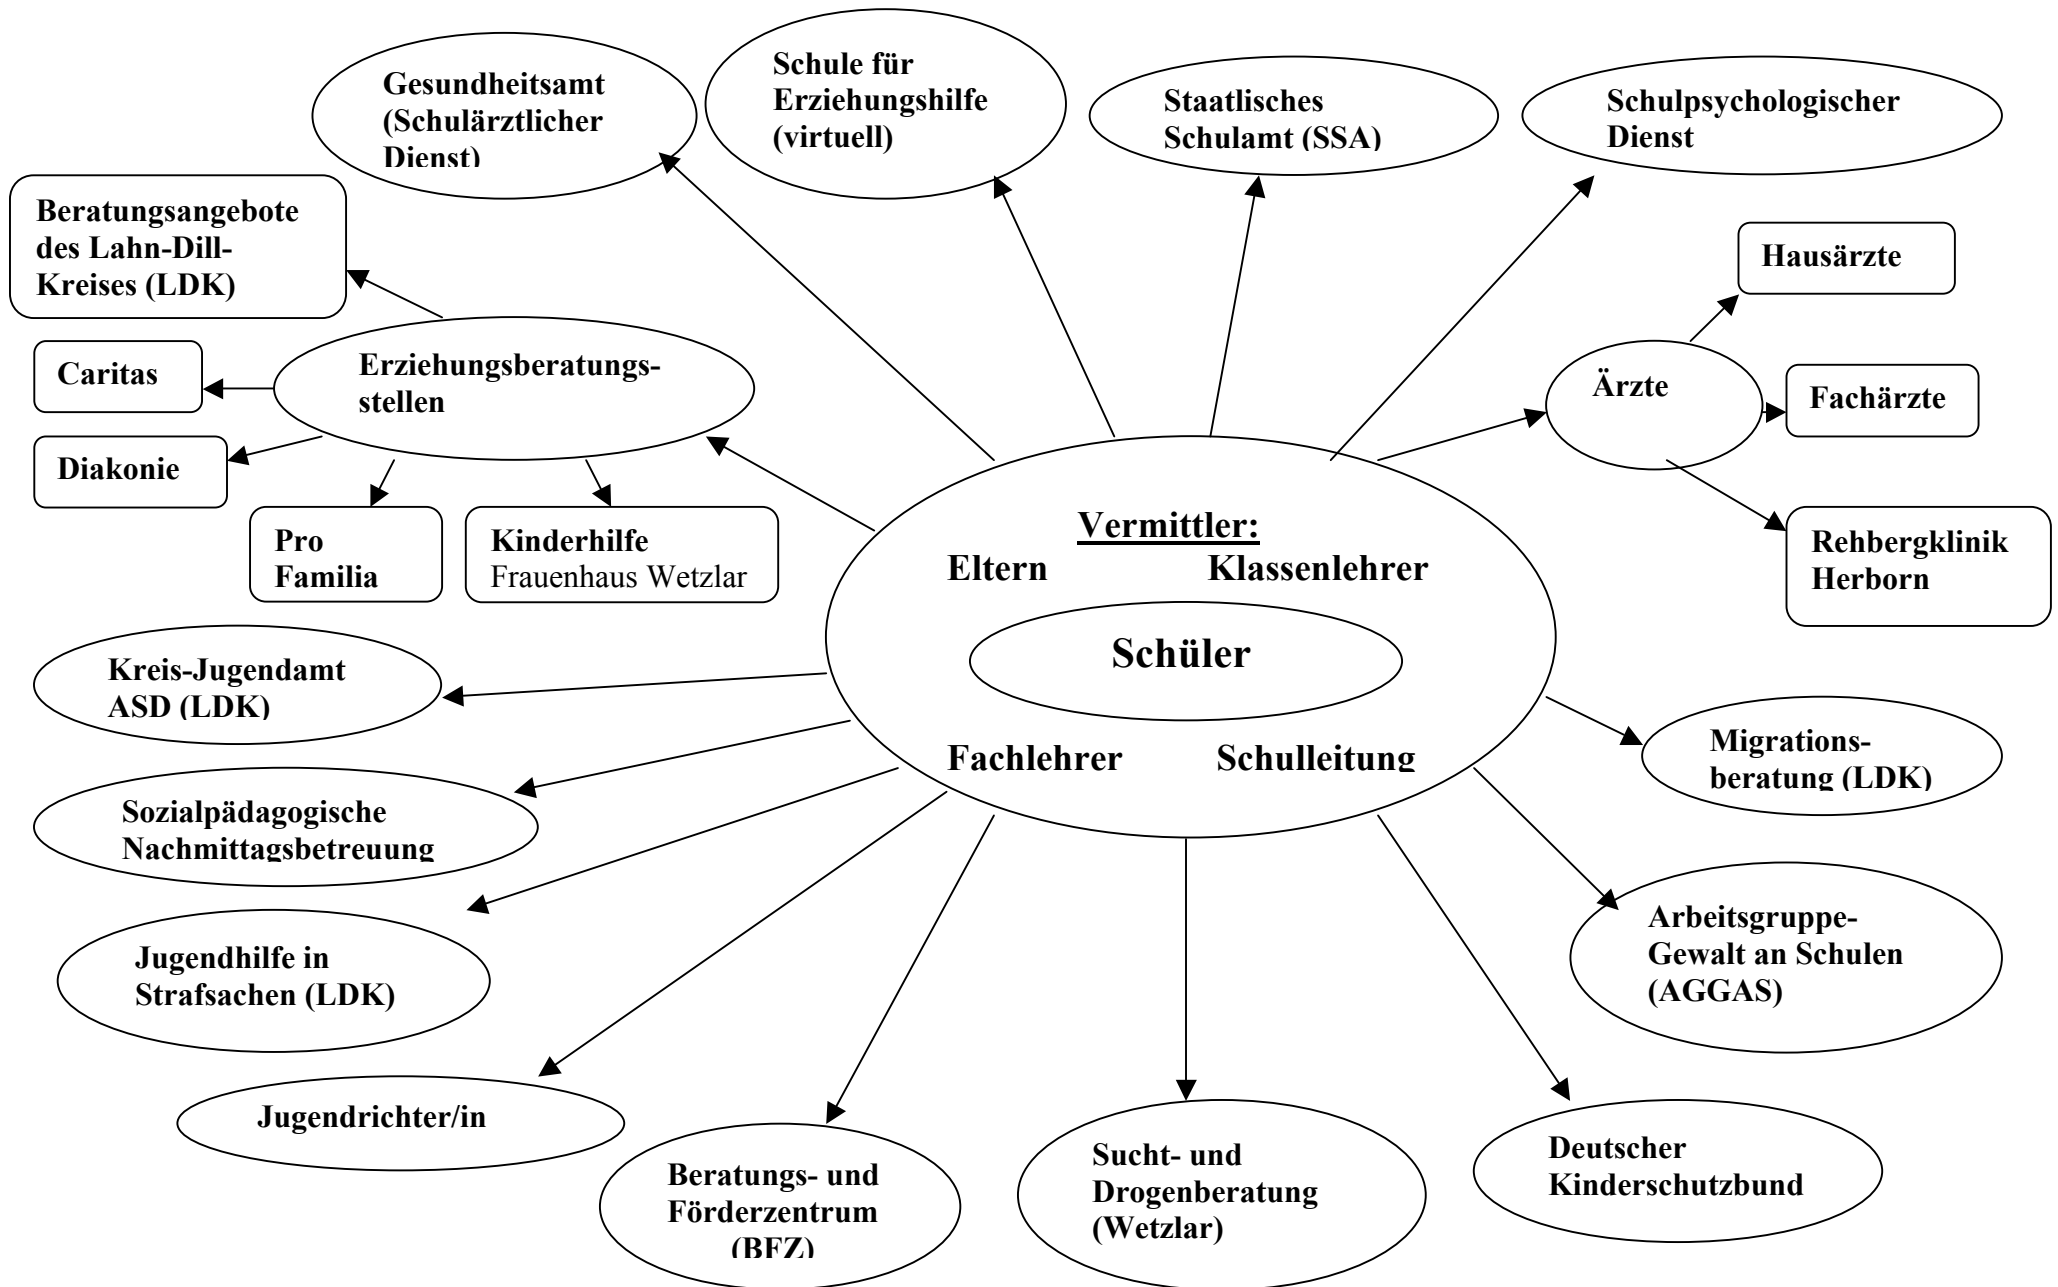 Gesundheitsamt
(Schulärztlicher
Dienst)
Schule für
Erziehungshilfe
(virtuell)
Staatlisches
Schulamt (SSA)
Schulpsychologischer
Dienst
Beratungsangebote
des Lahn-Dill-
Kreises (LDK)
Hausärzte
Caritas
Erziehungsberatungs-
stellen
Ärzte
Fachärzte
Diakonie
Pro
Familia
Kinderhilfe
Frauenhaus Wetzlar
Rehbergklinik
Herborn
Vermittler:
Eltern Klassenlehrer
Schüler
Fachlehrer Schulleitung
Kreis-Jugendamt
ASD (LDK)
Migrations-
beratung (LDK)
Sozialpädagogische
Nachmittagsbetreuung
Arbeitsgruppe-
Gewalt an Schulen
(AGGAS)
Jugendhilfe in
Strafsachen (LDK)
Jugendrichter/in
Beratungs- und
Förderzentrum
(BFZ)
Sucht- und
Drogenberatung
(Wetzlar)
Deutscher
Kinderschutzbund